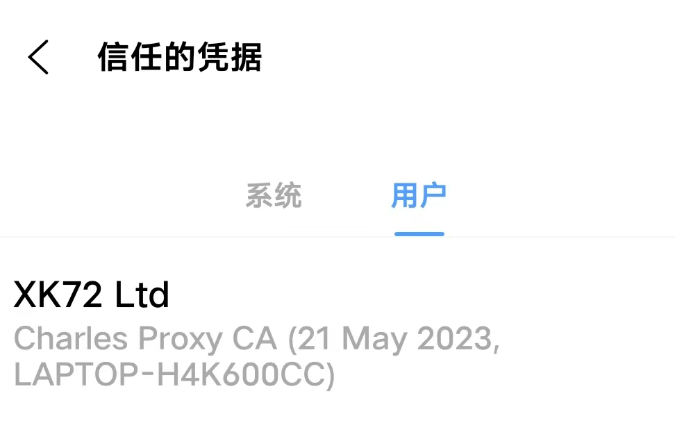 信任的凭据
系统
用户
XK72 Ltd
Charles Proxy CA (21 May 2023,
LAPTOP-H4K600CC)